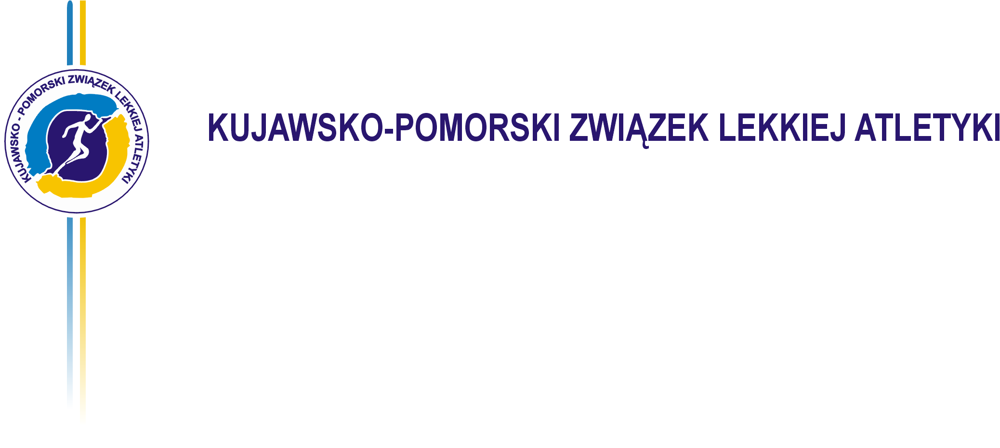 KUJAWSKO - POMORSKI ZWIĄZEK LEKKIEJ ATLETYKI
KUJAWSKO-POMORSKI ZWIĄZEK LEKKIEJ ATLETYKI